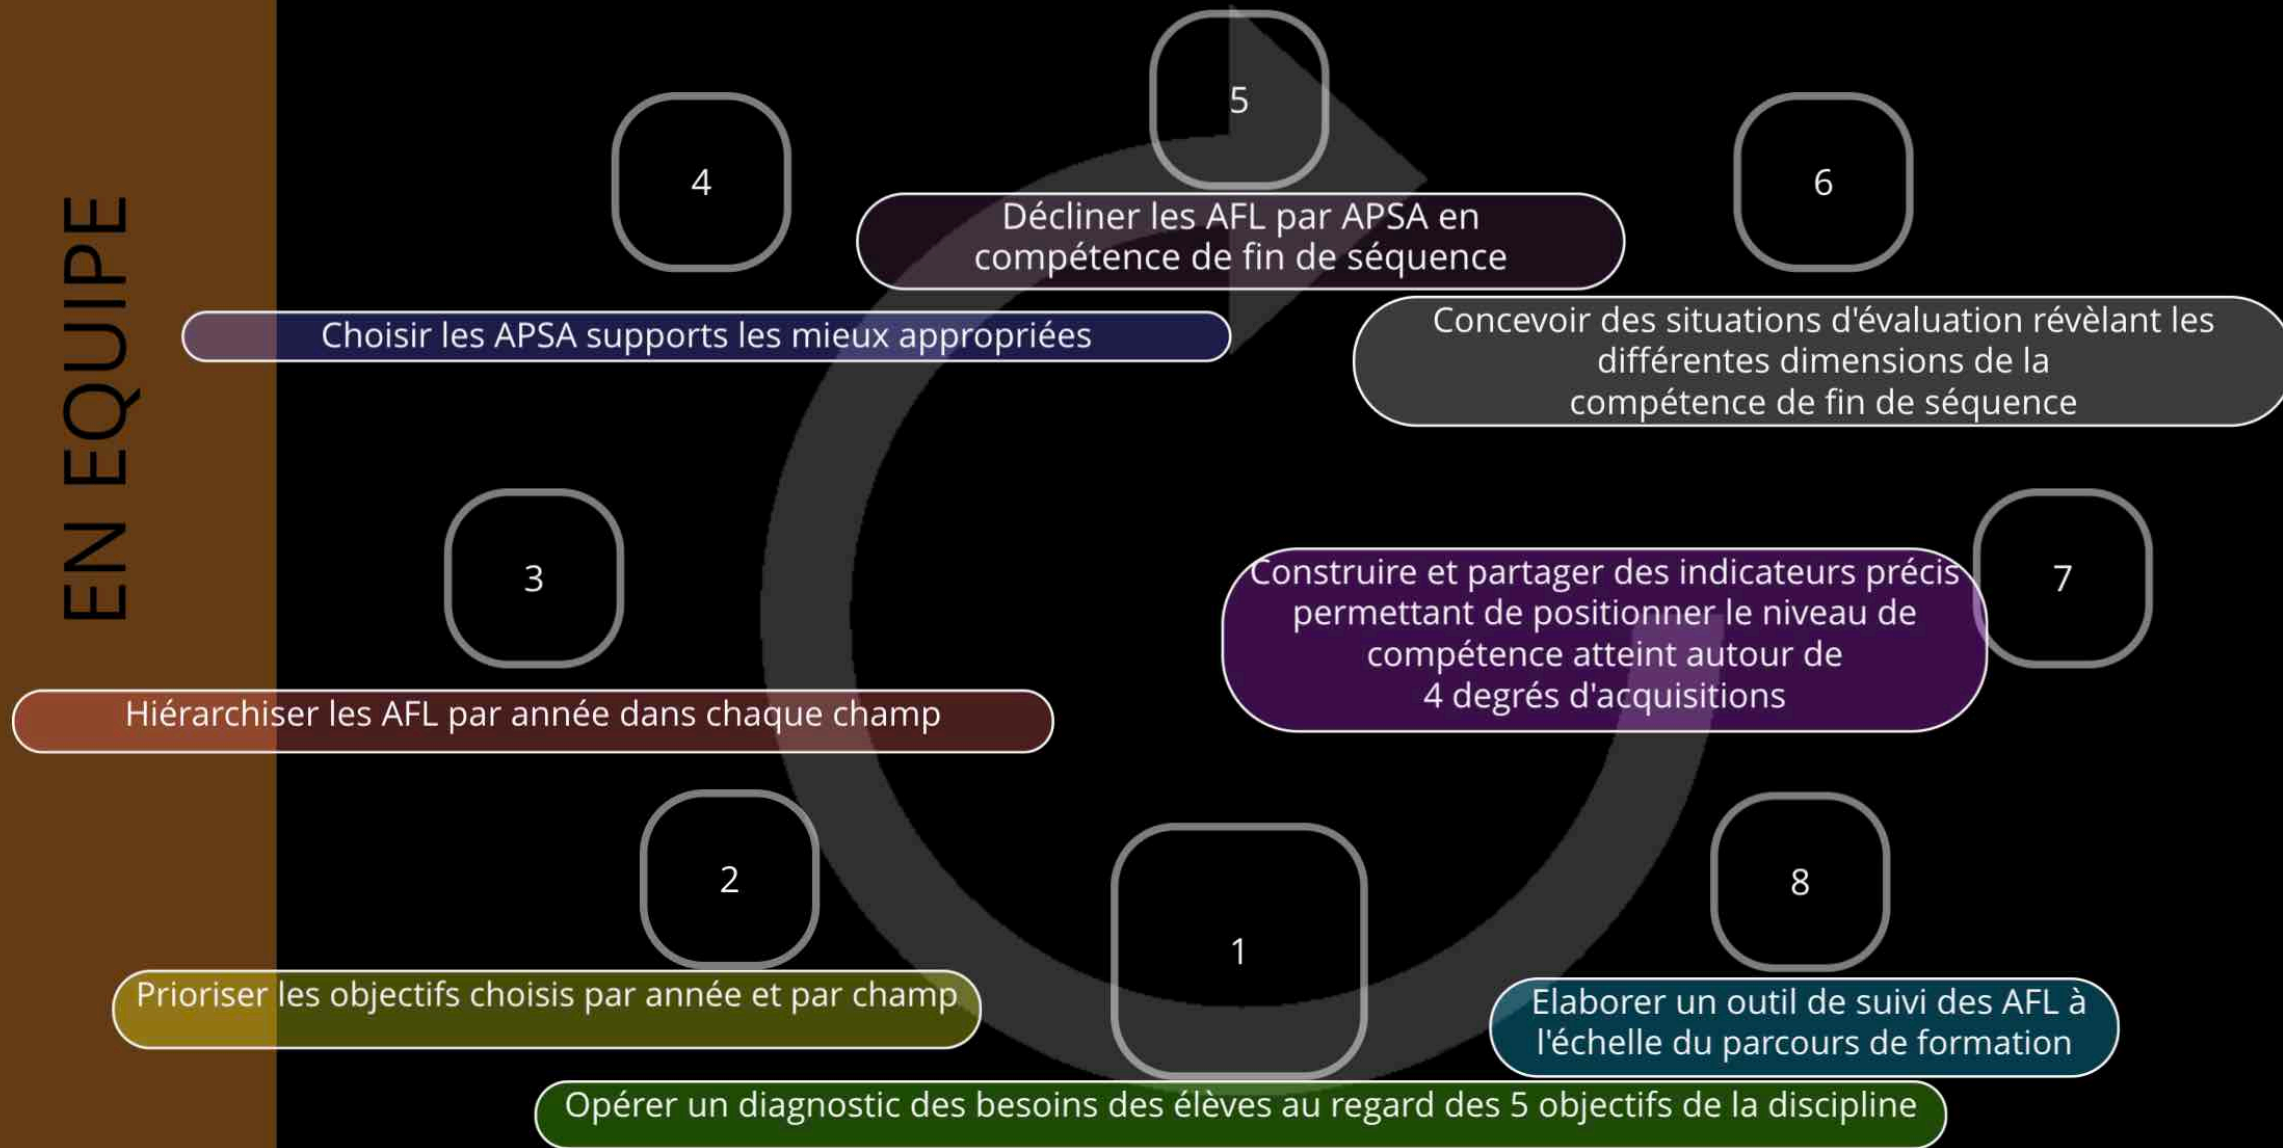 EN EQUIPE
1
Opérer un diagnostic des besoins des élèves au regard des 5 objectifs de la discipline
2
Prioriser les objectifs choisis par année et par champ
3
Hiérarchiser les AFL par année dans chaque champ
4
Choisir les APSA supports les mieux appropriées
5
Décliner les AFL par APSA en
compétence de fin de séquence
6
Concevoir des situations d'évaluation révèlant les
différentes dimensions de la
compétence de fin de séquence
7
Construire et partager des indicateurs précis
permettant de positionner le niveau de
compétence atteint autour de
4 degrés d'acquisitions
8
Elaborer un outil de suivi des AFL à
l'échelle du parcours de formation